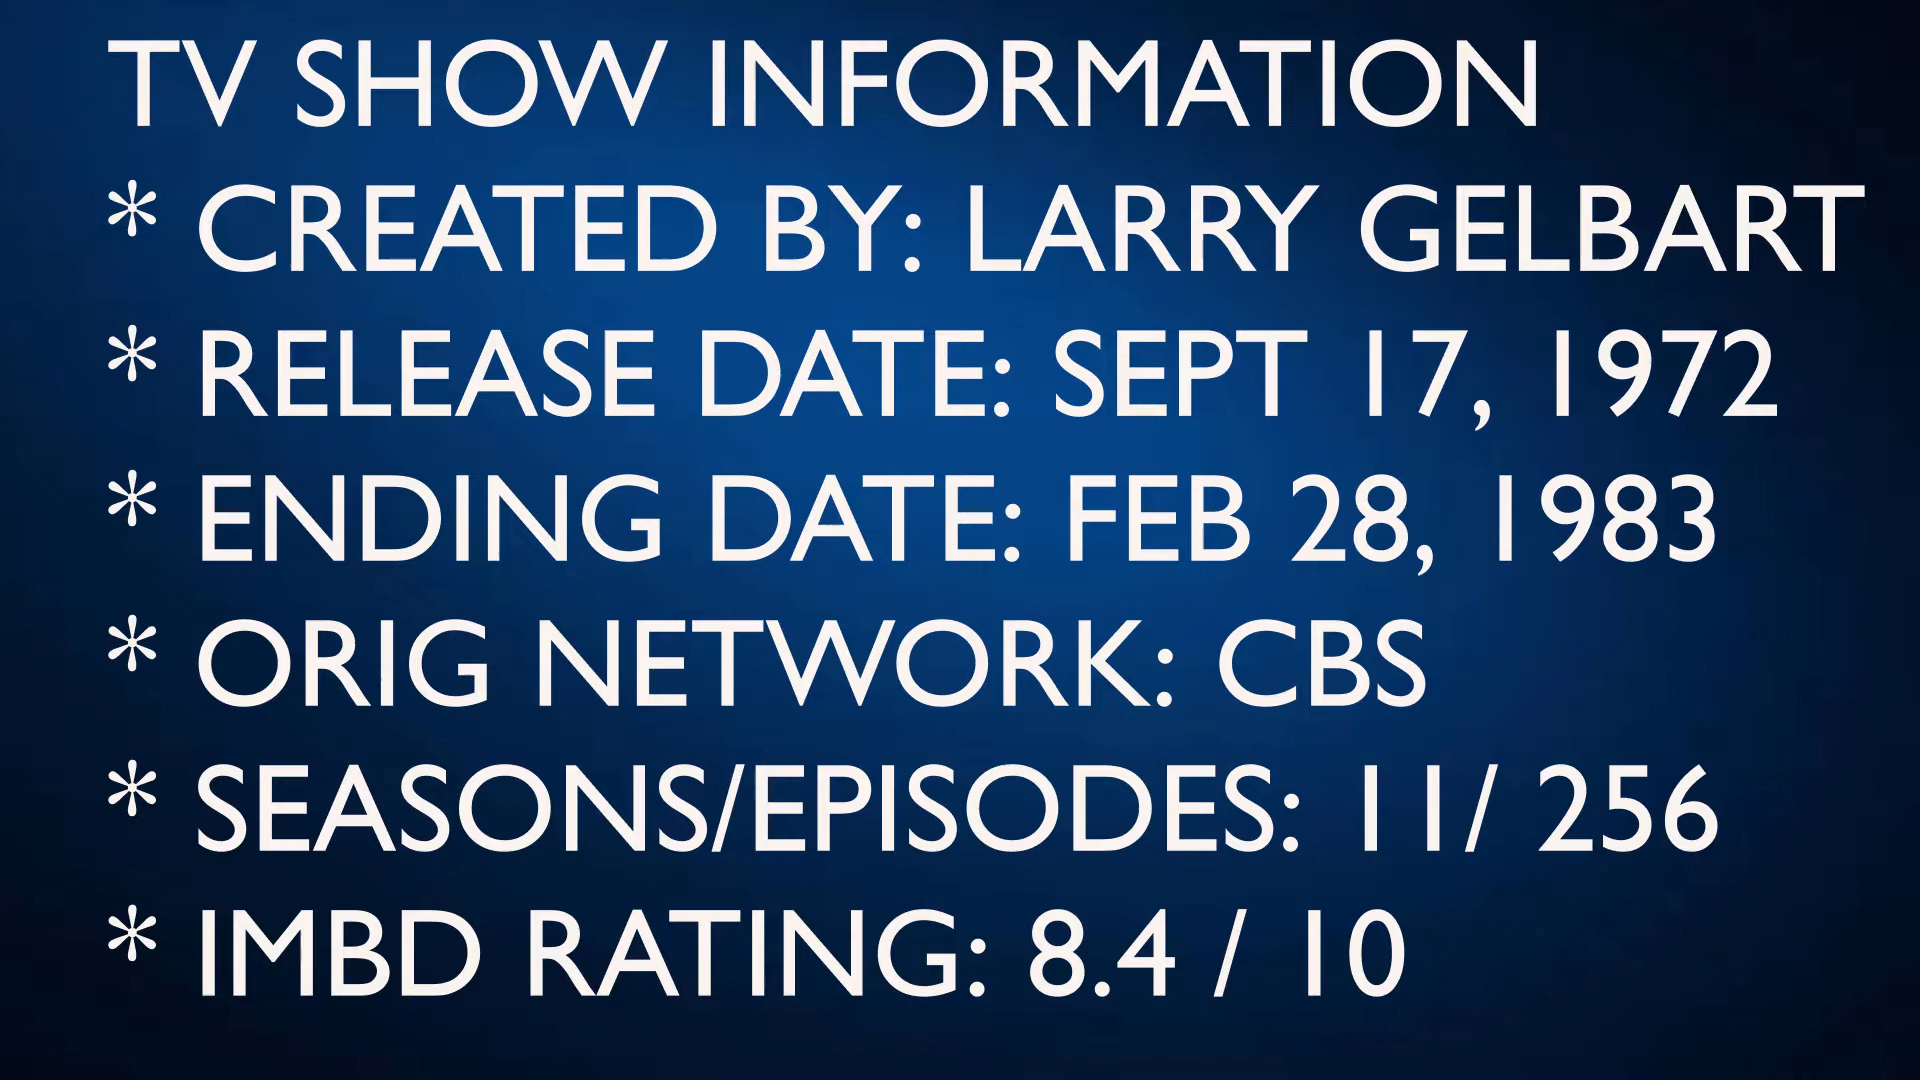 TV SHOW INFORMATION
* CREATED BY: LARRY GELBART
* RELEASE DATE: SEPT 17, 1972
* ENDING DATE: FEB 28, 1983
* ORIG NETWORK: CBS
* SEASONS/EPISODES: 11/ 256
* IMBD RATING: 8.4 / 10